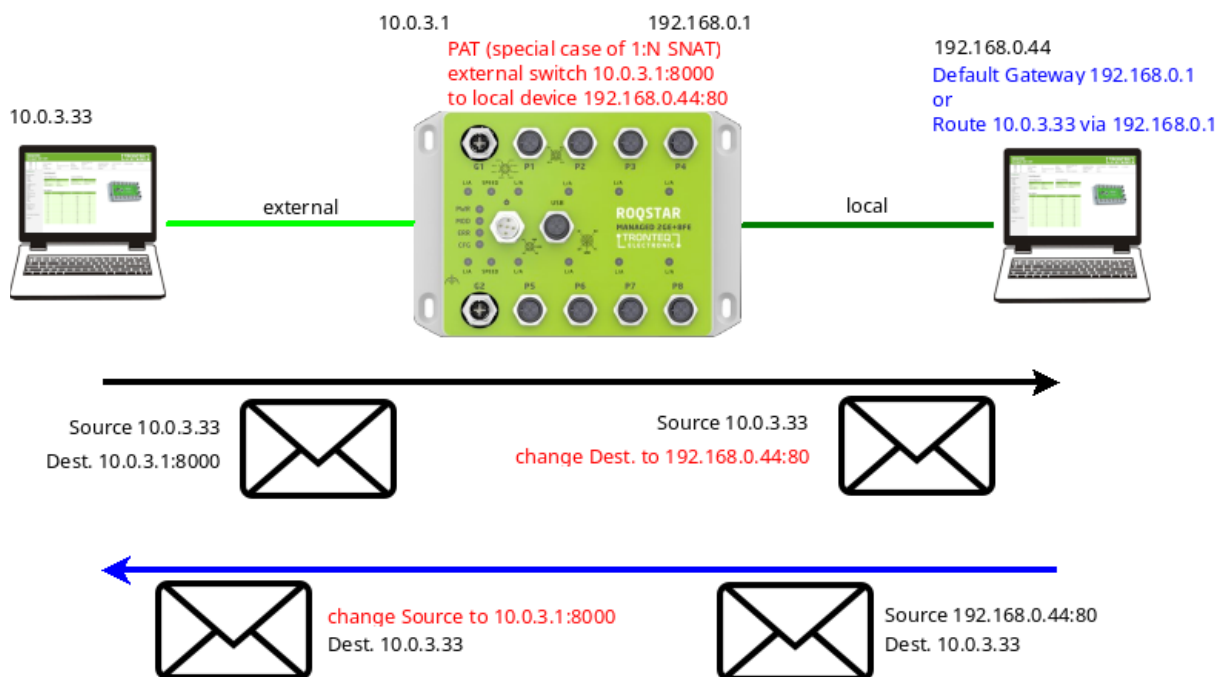 10.0.3.1
192.168.0.1
PAT (special case of 1:N SNAT)
external switch 10.0.3.1:8000
to local device 192.168.0.44:80
192.168.0.44
Default Gateway 192.168.0.1
or
Route 10.0.3.33 via 192.168.0.1
10.0.3.33
G1 P1 P2 P3 P4
L/A SPEED L/A L/A L/A L/A
USB
PWR
MOD
ERR
CFG
ROQSTAR
MANAGED 2GE+8FE
TRONTEQ
ELECTRONIC
L/A SPEED L/A L/A L/A L/A
G2 P5 P6 P7 P8
external
local
Source 10.0.3.33
Dest. 10.0.3.1:8000
Source 10.0.3.33
change Dest. to 192.168.0.44:80
change Source to 10.0.3.1:8000
Dest. 10.0.3.33
Source 192.168.0.44:80
Dest. 10.0.3.33